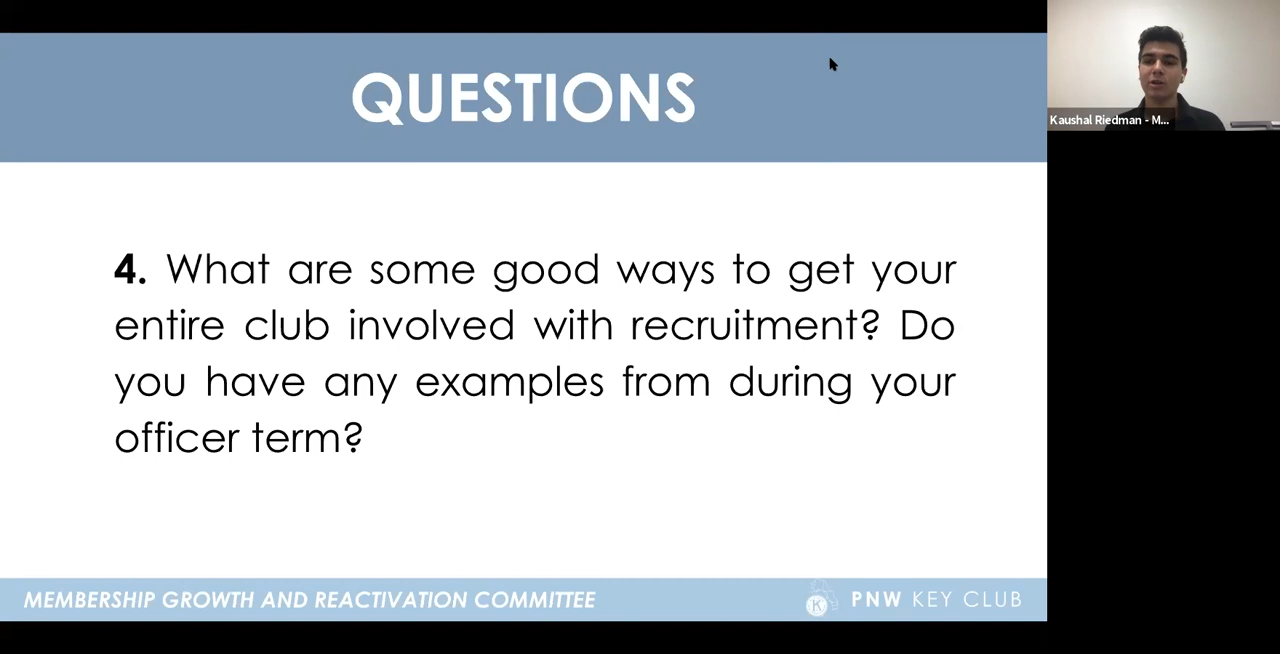 QUESTIONS
Kaushal Riedman - M...
4. What are some good ways to get your
entire club involved with recruitment? Do
you have any examples from during your
officer term?
MEMBERSHIP GROWTH AND REACTIVATION COMMITTEE
K
PNW KEY CLUB